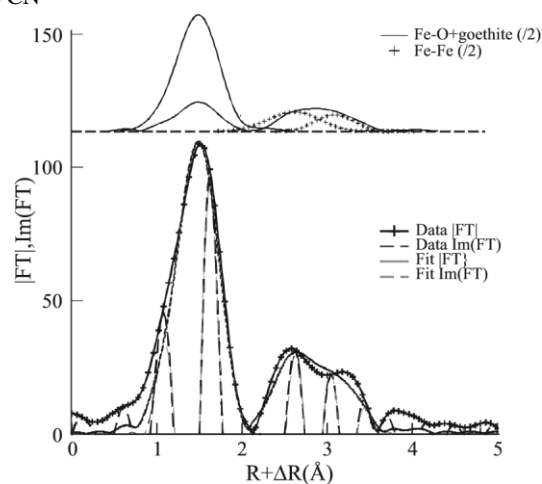 150
Fe-O+goethite (/2)
Fe-Fe (/2)
100
|FT|,Im(FT)
Data |FT|
Data Im(FT)
Fit |FT}
Fit Im(FT)
50
0
0 1 2 3 4 5
R+ΔR(Å)